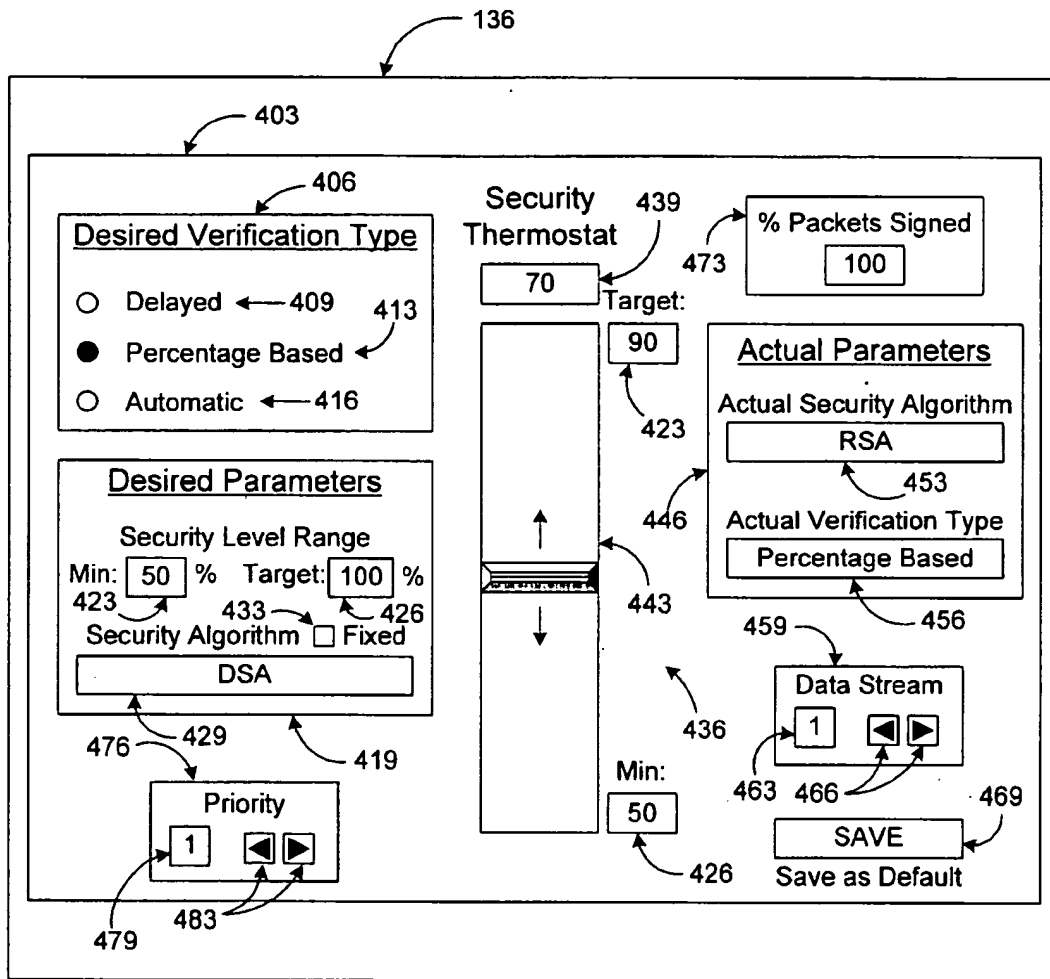 136
403
406
Desired Verification Type
Delayed
409
413
Percentage Based
Automatic
416
Desired Parameters
Security Level Range
Min: 50 % Target: 100 %
423
433
426
Security Algorithm Fixed
DSA
429
419
476
Priority
1
479
483
Security
Thermostat
439
70
Target:
90
423
443
436
Min:
50
426
473
% Packets Signed
100
Actual Parameters
Actual Security Algorithm
RSA
453
446
Actual Verification Type
Percentage Based
456
459
Data Stream
1
463
466
469
SAVE
Save as Default